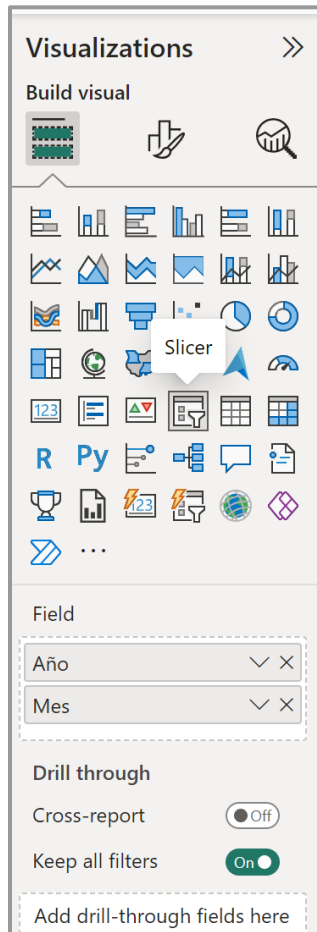 Visualizations
Build visual
Slicer
123
R Py
123
Field
Año
Mes
Drill through
Cross-report Off
Keep all filters On
Add drill-through fields here